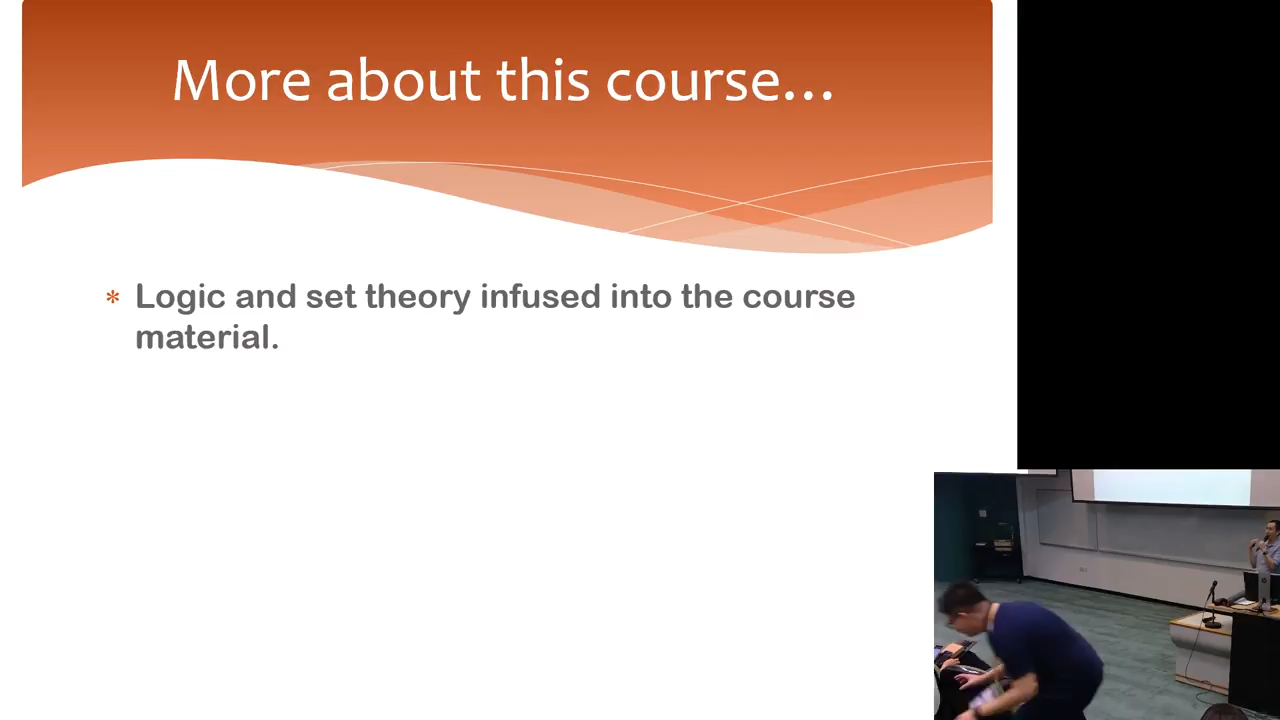 More about this course…
* Logic and set theory infused into the course
material.